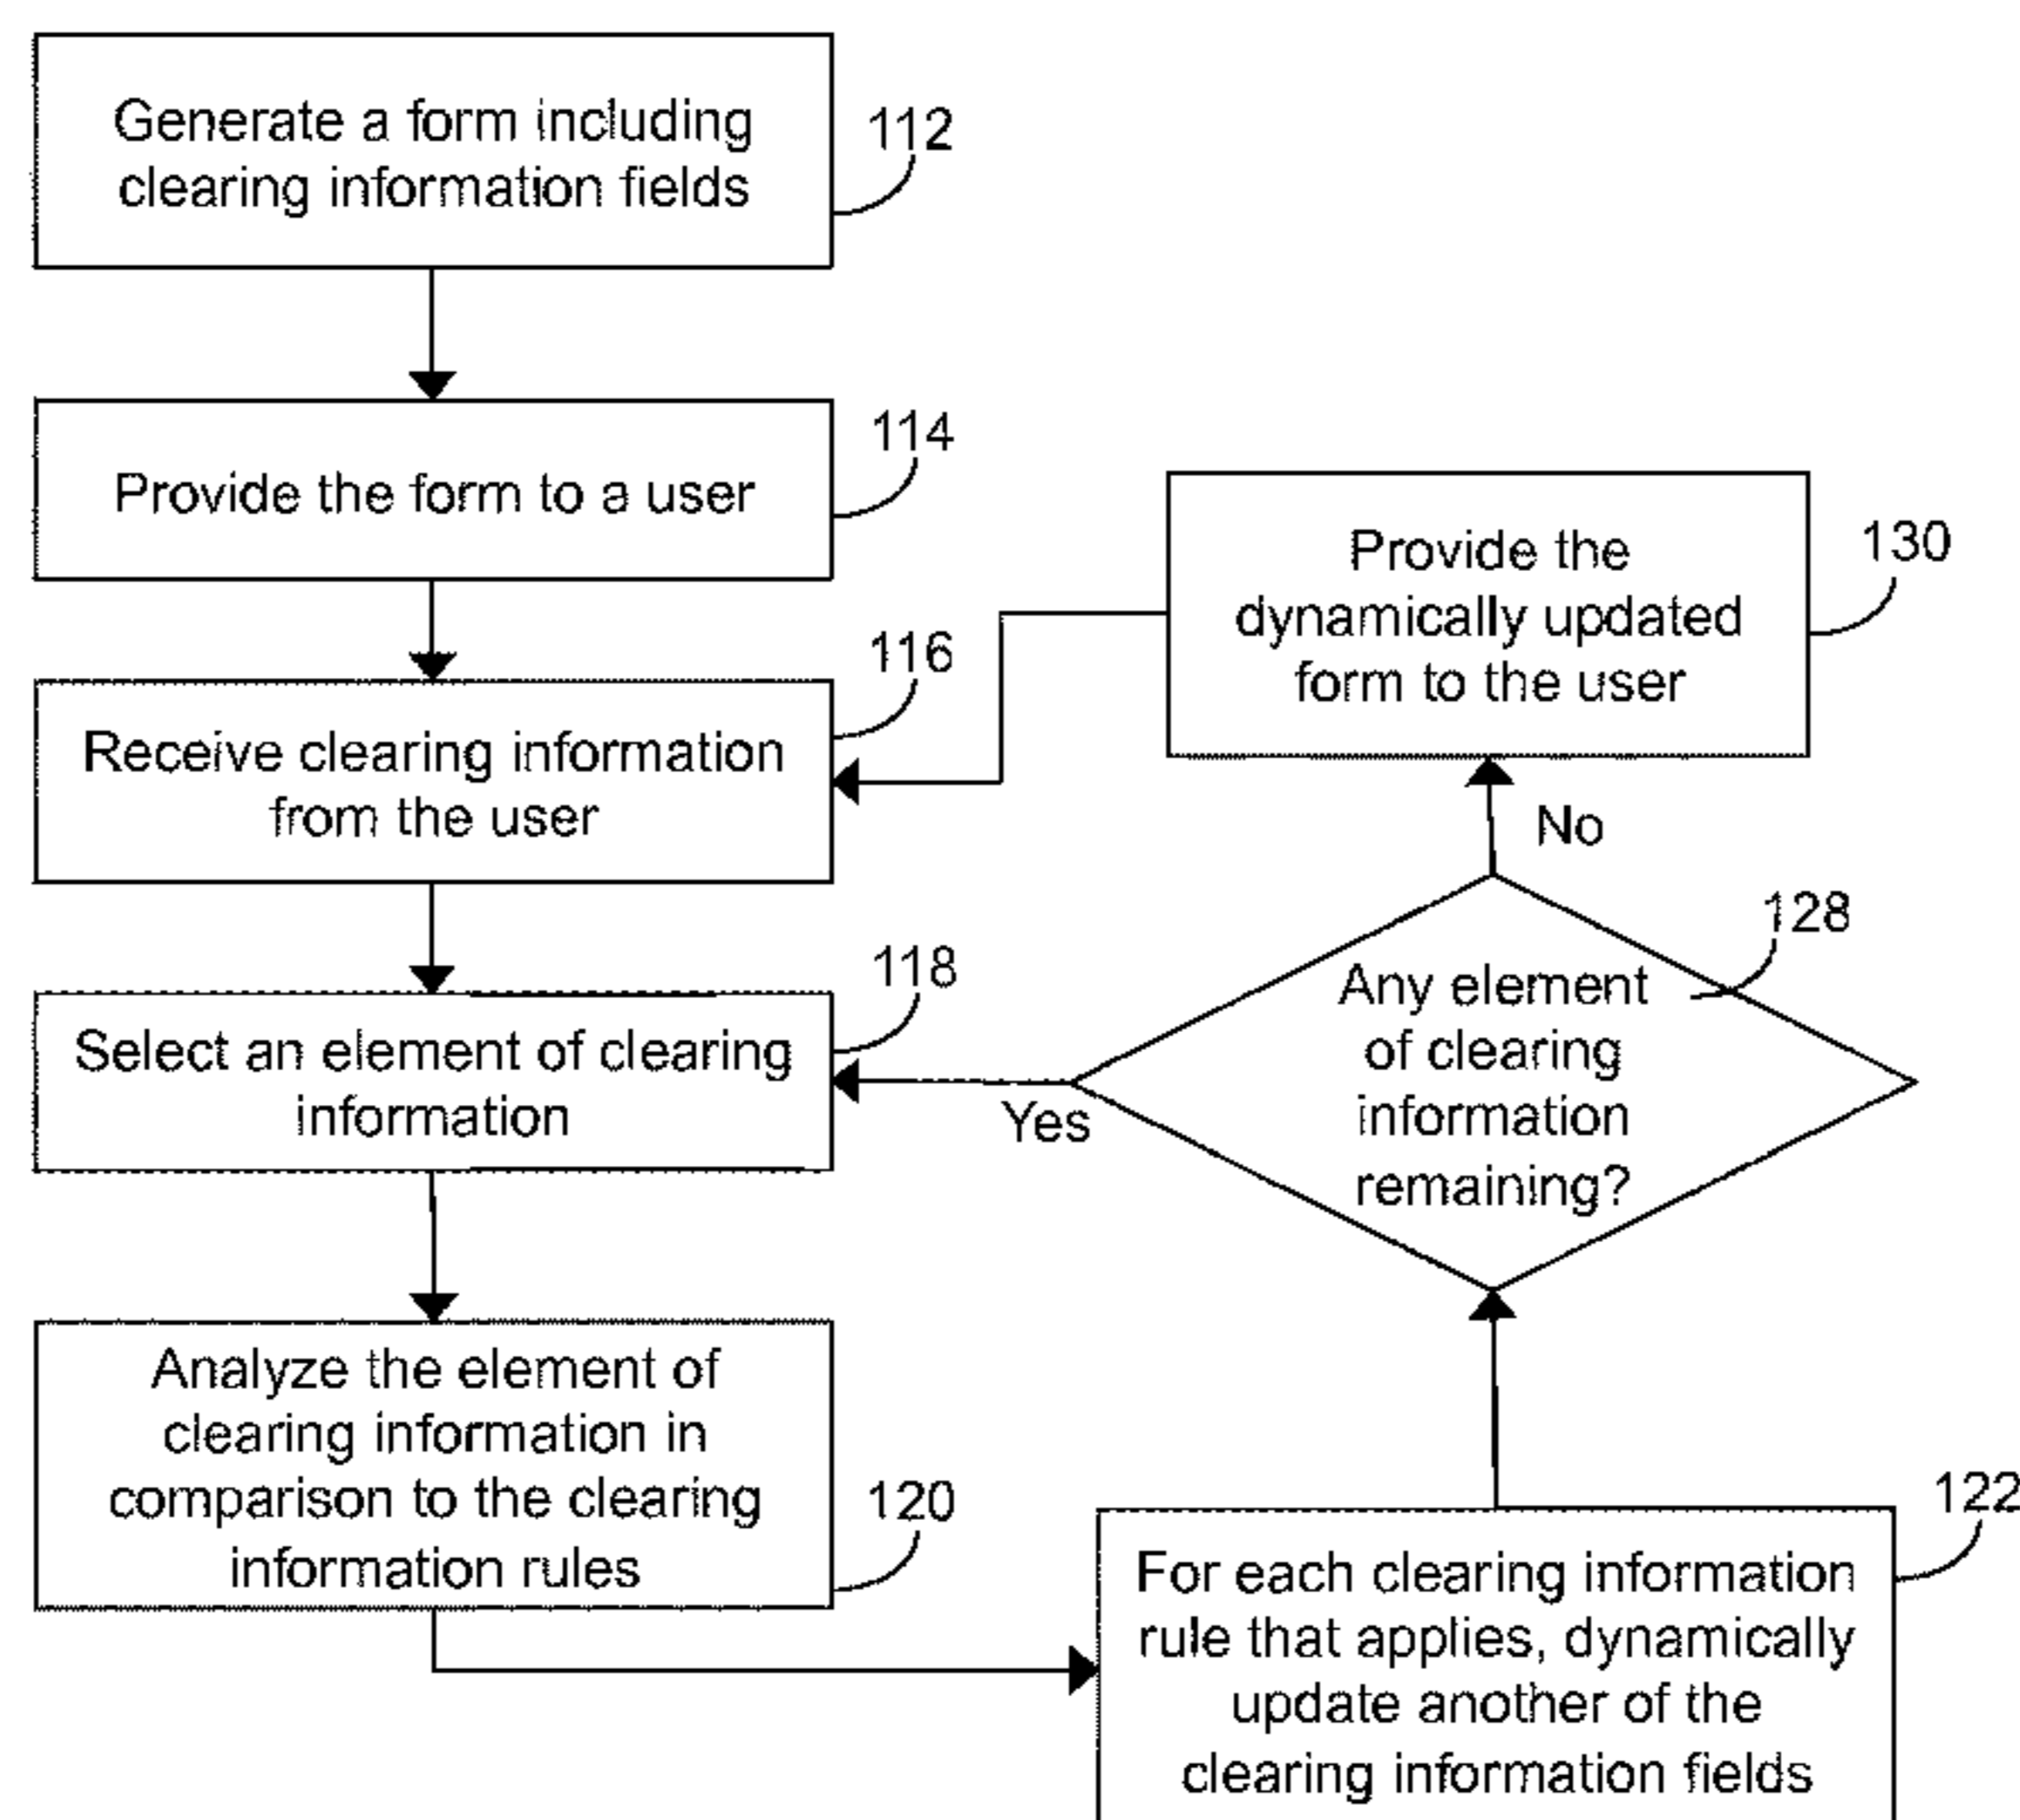 Generate a form including
clearing information fields
112
Provide the form to a user
114
Receive clearing information
from the user
116
Select an element of clearing
information
118
Analyze the element of
clearing information in
comparison to the clearing
information rules
120
For each clearing information
rule that applies, dynamically
update another of the
clearing information fields
122
Any element
of clearing
information
remaining?
128
Yes
No
Provide the
dynamically updated
form to the user
130